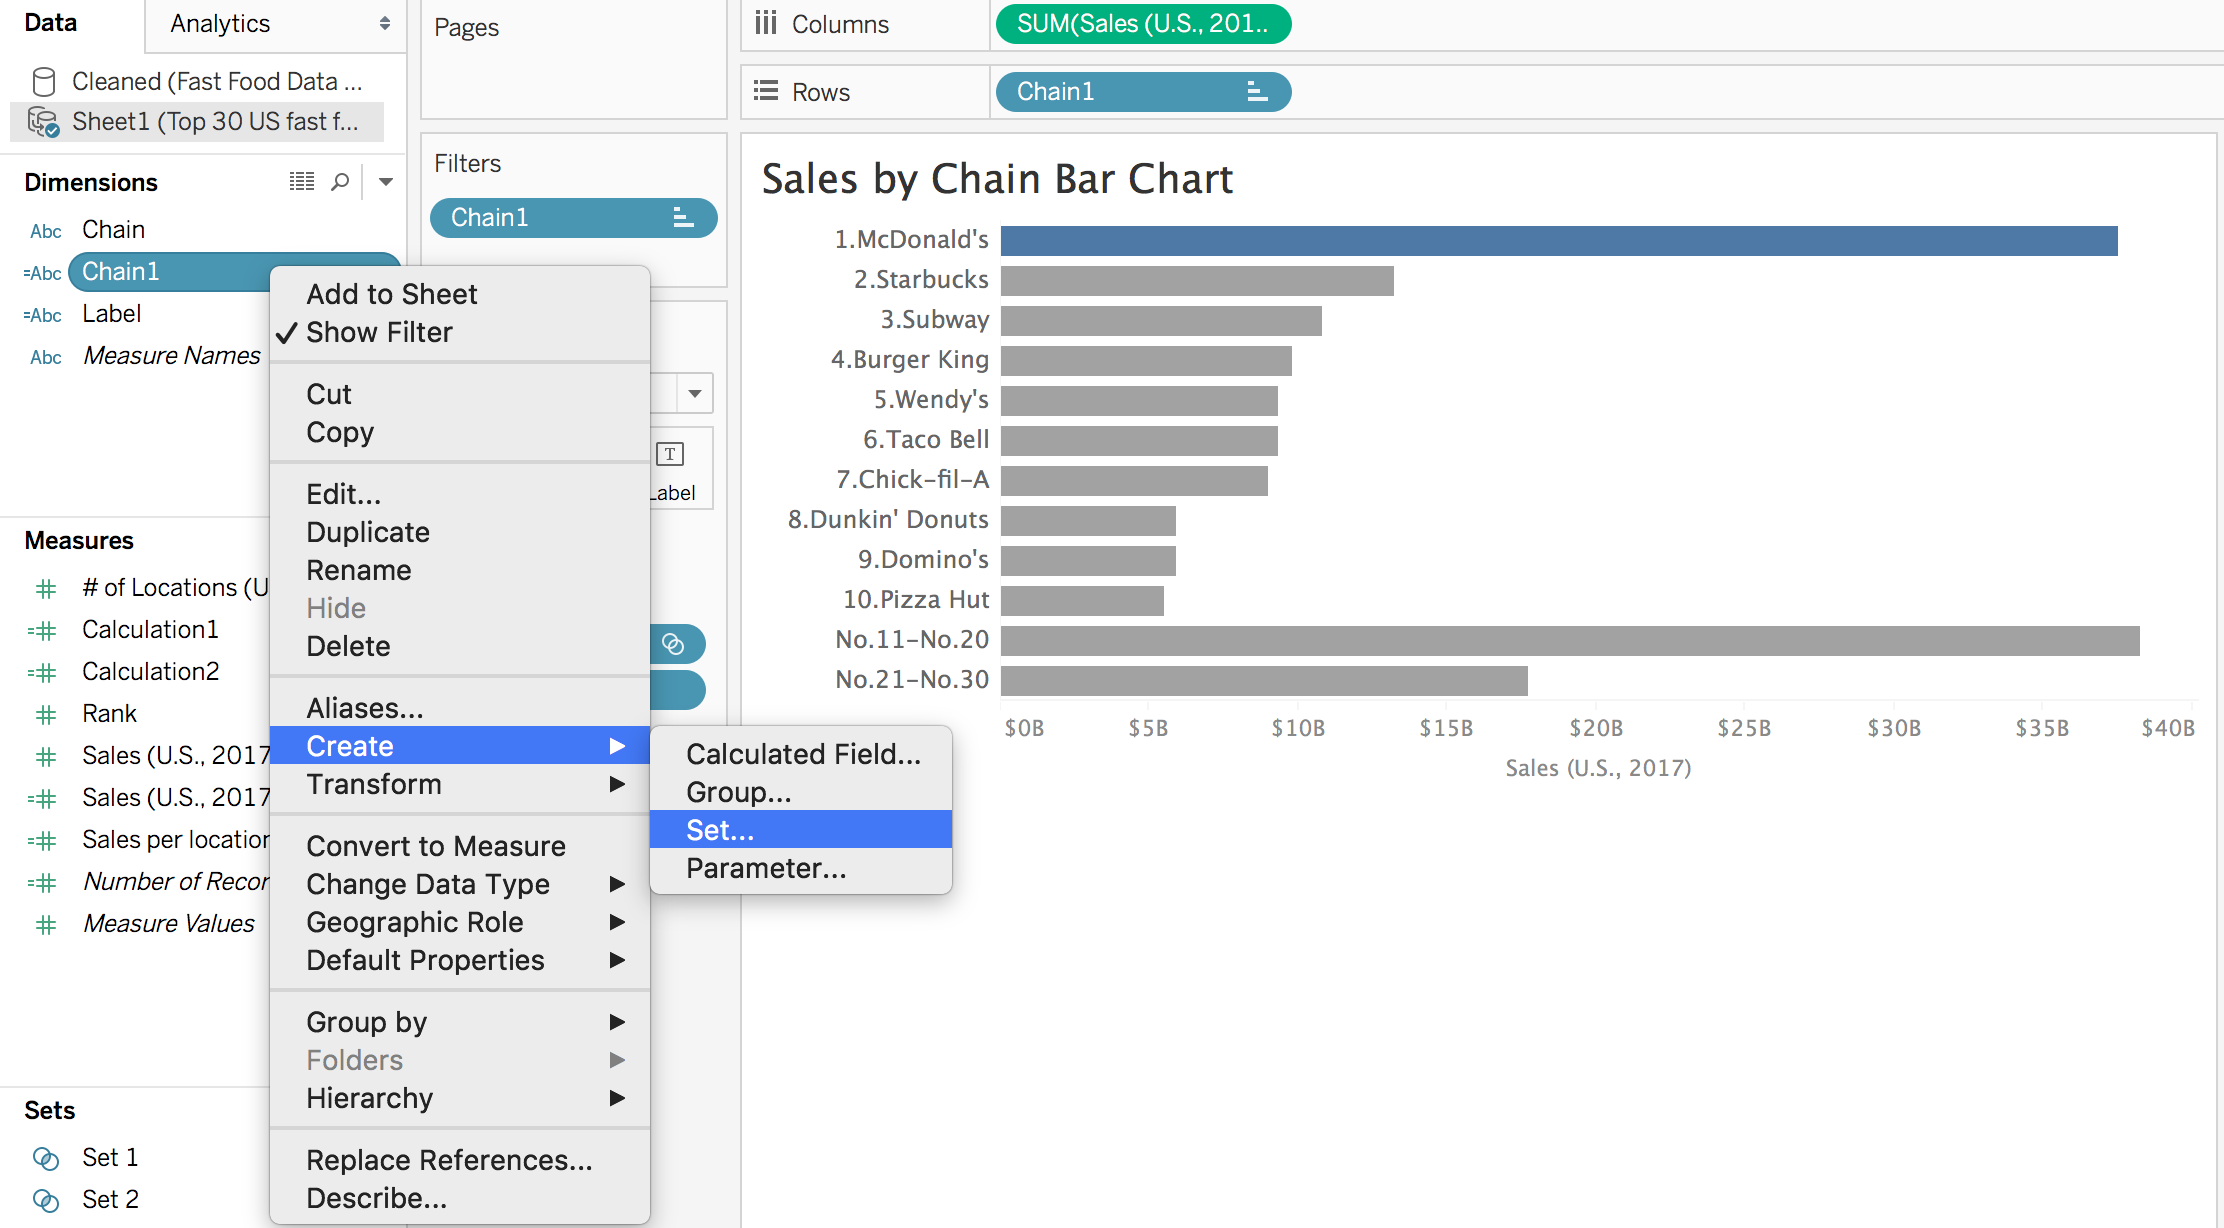 Data
Analytics
Cleaned (Fast Food Data ...
Sheet1 (Top 30 US fast f...
Dimensions
Abc Chain
=Abc Chain1
=Abc Label
Abc Measure Names
Measures
# of Locations (U
Calculation1
Calculation2
Rank
Sales (U.S., 2017
Sales (U.S., 2017
Sales per location
Number of Recor
Measure Values
Sets
Set 1
Set 2
Add to Sheet
✓ Show Filter
Cut
Copy
Edit...
Duplicate
Rename
Hide
Delete
Aliases...
Create
Transform
Convert to Measure
Change Data Type
Geographic Role
Default Properties
Group by
Folders
Hierarchy
Replace References...
Describe...
Calculated Field...
Group...
Set...
Parameter...
Pages
Filters
Chain1
T
Label
Columns
SUM(Sales (U.S., 201..
Rows
Chain1
Sales by Chain Bar Chart
1.McDonald's
2.Starbucks
3.Subway
4.Burger King
5.Wendy's
6.Taco Bell
7.Chick-fil-A
8.Dunkin' Donuts
9.Domino's
10.Pizza Hut
No.11-No.20
No.21-No.30
$0B $5B $10B $15B $20B $25B $30B $35B $40B
Sales (U.S., 2017)